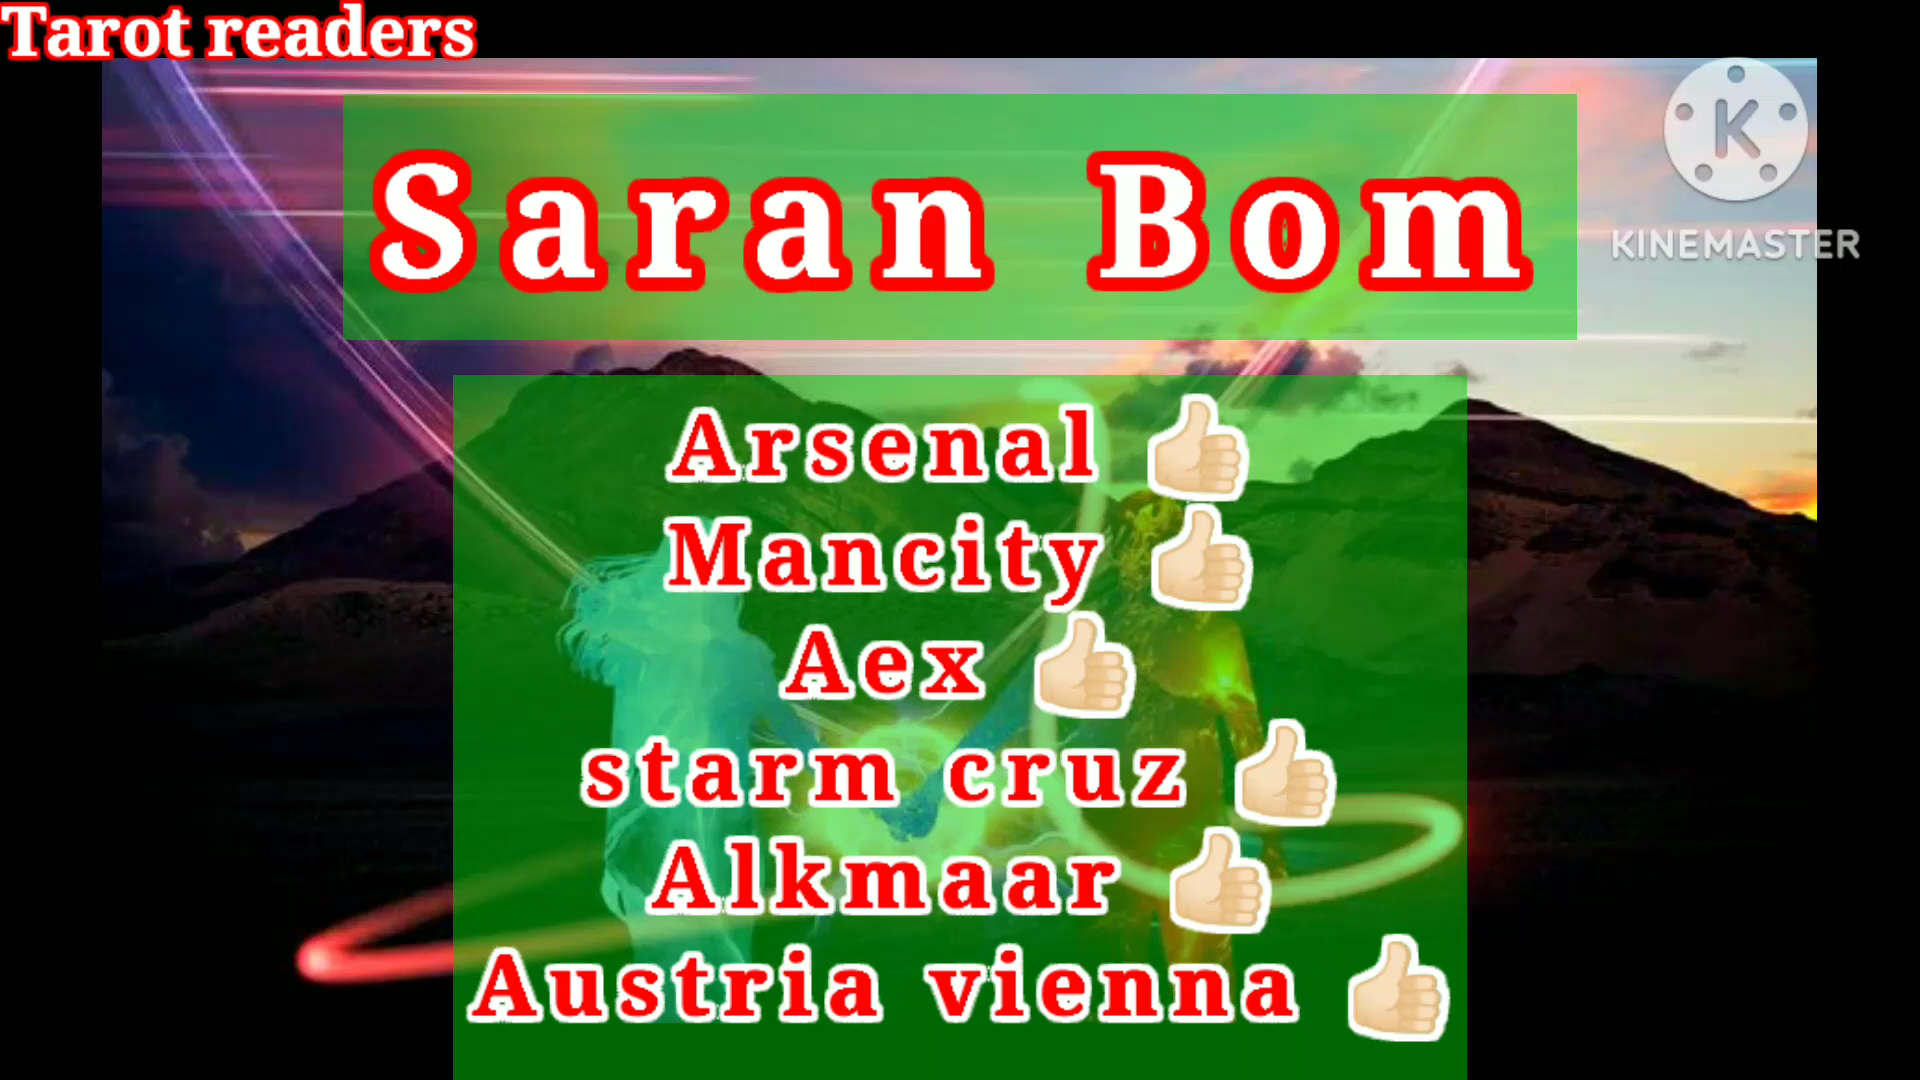 Tarot readers
Saran Bom
K
KINEMASTER
Arsenal 👍🏻
Mancity 👍🏻
Aex 👍🏻
starm cruz 👍🏻
Alkmaar 👍🏻
Austria vienna 👍🏻